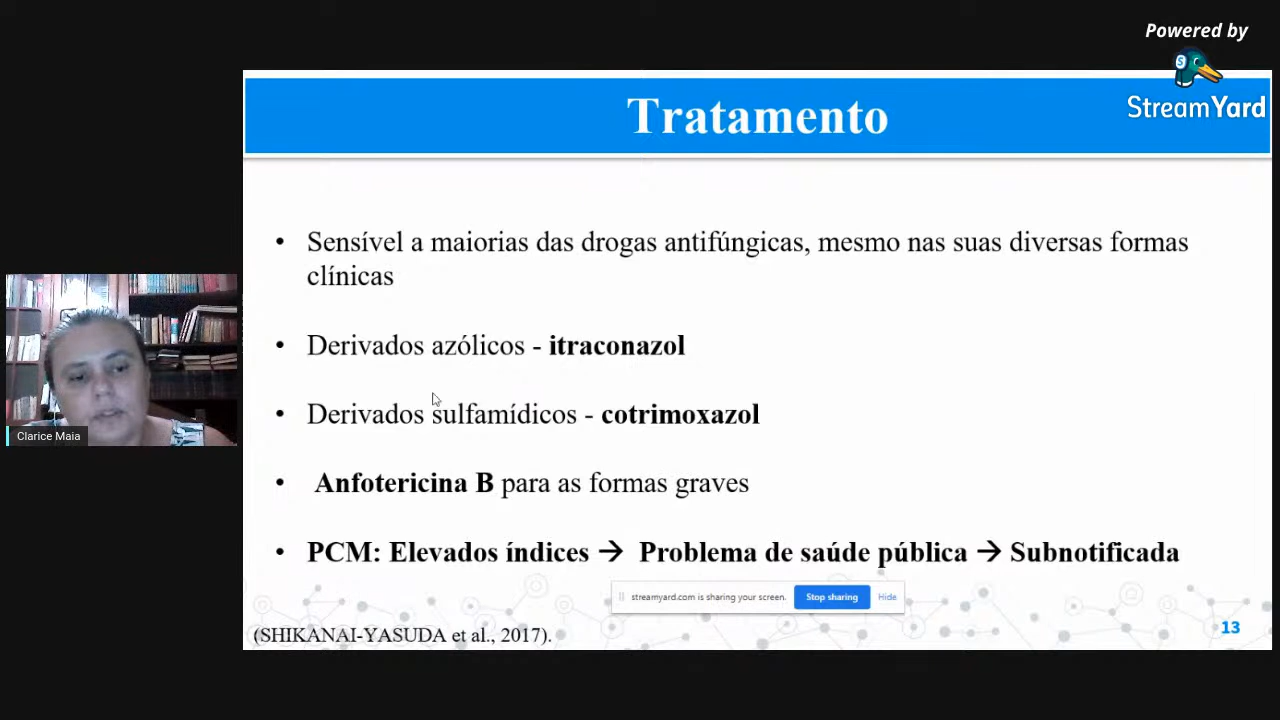 Powered by
StreamYard
Tratamento
• Sensível a maiorias das drogas antifúngicas, mesmo nas suas diversas formas
clínicas
• Derivados azólicos - itraconazol
• Derivados sulfamídicos - cotrimoxazol
• Anfotericina B para as formas graves
• PCM: Elevados índices → Problema de saúde pública → Subnotificada
Clarice Maia
streamyard.com is sharing your screen. Stop sharing Hide
(SHIKANAI-YASUDA et al., 2017).
13